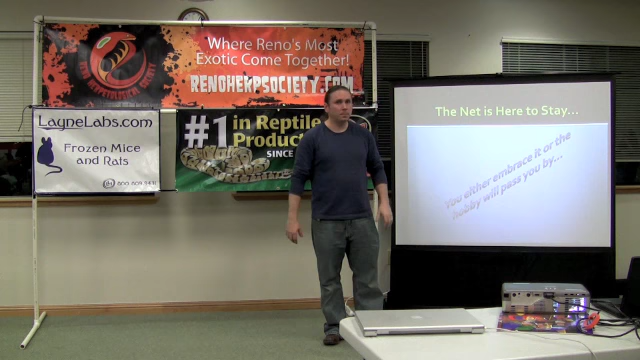 Where Reno's Most
Exotic Come Together!
RENOHERPSOCIETY.COM
LayneLabs.com
Frozen Mice
and Rats
#1 in Reptile
Product
SINCE
The Net is Here to Stay...
You either embrace it or the
hobby will pass you by...